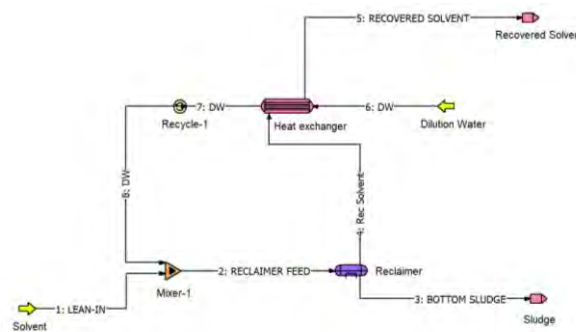 5: RECOVERED SOLVENT
Recovered Solven
7: DW
6: DW
Recycle-1
Heat exchanger
Dilution Water
8: DW
4: Rec Solvent
2: RECLAIMER FEED
Reclaimer
Mixer-1
1: LEAN-IN
3: BOTTOM SLUDGE
Solvent
Sludge